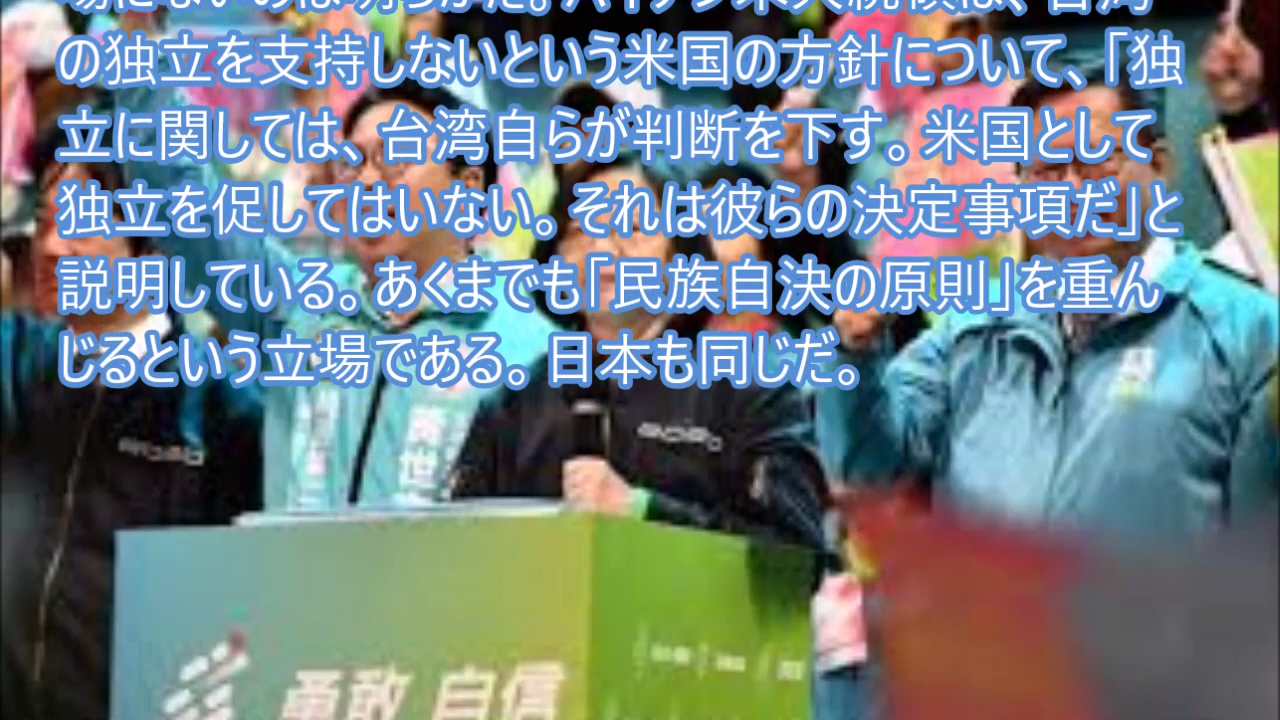 の独立を支持しないという米国の方針について、「独
立に関しては、台湾自らが判断を下す。米国として
独立を促してはいない。それは彼らの決定事項だ」と
説明している。あくまでも「民族自決の原則」を重ん
じるという立場である。日本も同じだ。
勇敢 自信